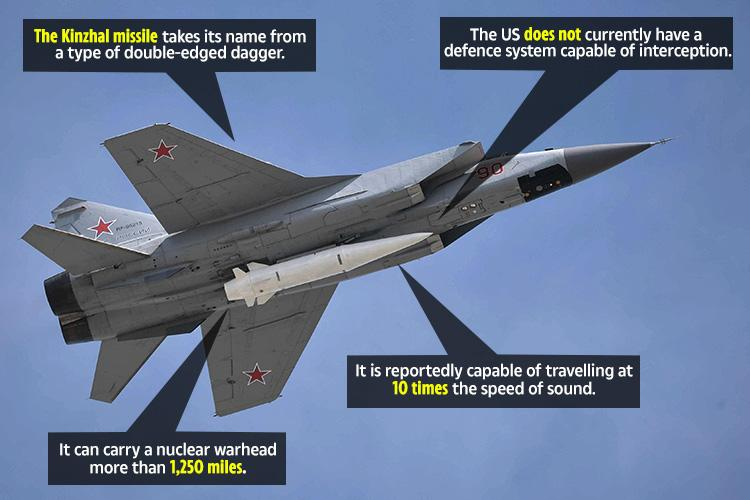 The Kinzhal missile takes its name from
a type of double-edged dagger.
The US does not currently have a
defence system capable of interception.
90
It is reportedly capable of travelling at
10 times the speed of sound.
It can carry a nuclear warhead
more than 1,250 miles.